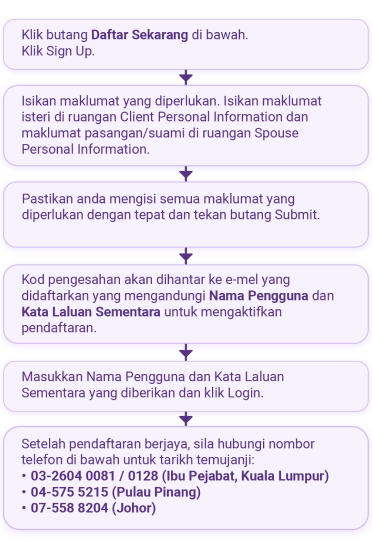 Klik butang Daftar Sekarang di bawah.
Klik Sign Up.
Isikan maklumat yang diperlukan. Isikan maklumat
isteri di ruangan Client Personal Information dan
maklumat pasangan/suami di ruangan Spouse
Personal Information.
Pastikan anda mengisi semua maklumat yang
diperlukan dengan tepat dan tekan butang Submit.
Kod pengesahan akan dihantar ke e-mel yang
didaftarkan yang mengandungi Nama Pengguna dan
Kata Laluan Sementara untuk mengaktifkan
pendaftaran.
Masukkan Nama Pengguna dan Kata Laluan
Sementara yang diberikan dan klik Login.
Setelah pendaftaran berjaya, sila hubungi nombor
telefon di bawah untuk tarikh temujanji:
• 03-2604 0081 / 0128 (Ibu Pejabat, Kuala Lumpur)
• 04-575 5215 (Pulau Pinang)
• 07-558 8204 (Johor)